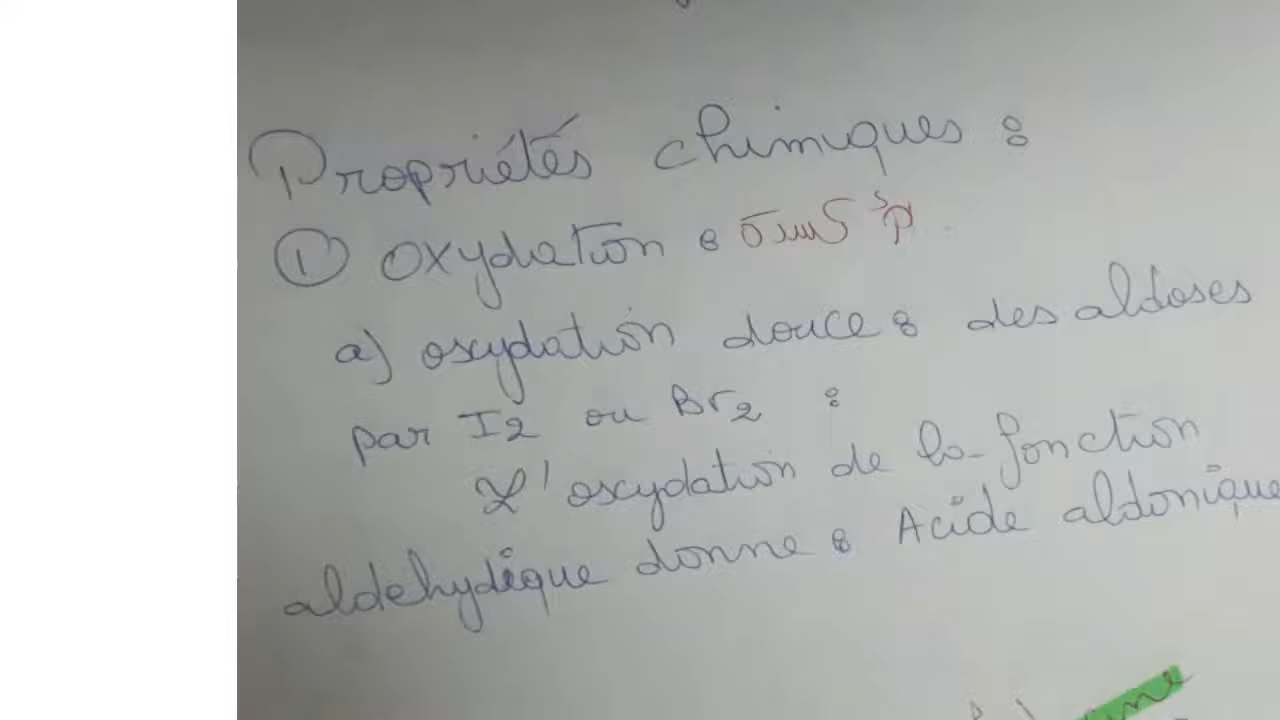 Propriétés chimiques :
① oxydation :
a) oxydation douce : des aldoses
par I2 ou Br2 :
L'oxydation de la fonction
aldehydique donne : Acide aldonique